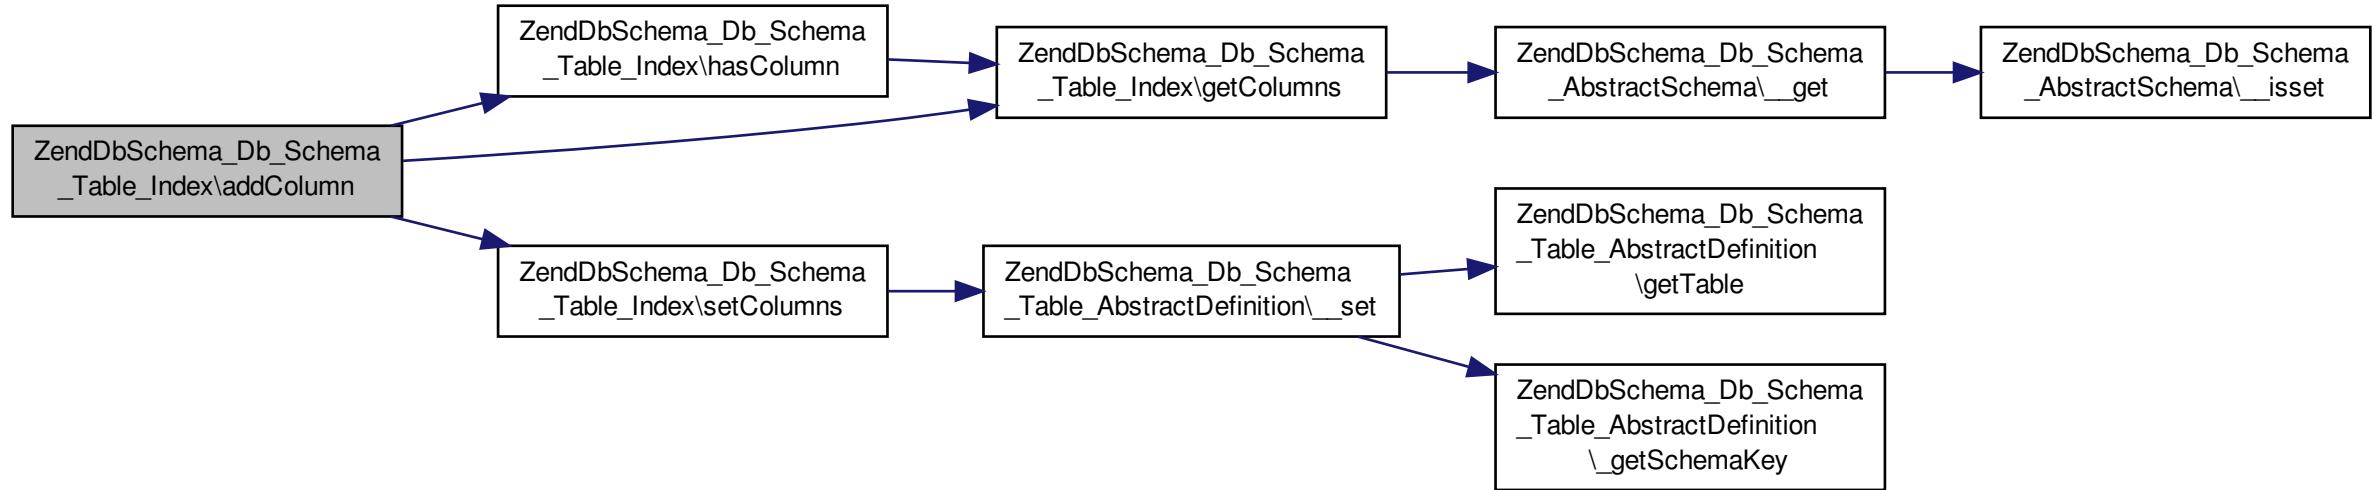 ZendDbSchema_Db_Schema
_Table_Index\addColumn
ZendDbSchema_Db_Schema
_Table_Index\hasColumn
ZendDbSchema_Db_Schema
_Table_Index\getColumns
ZendDbSchema_Db_Schema
_AbstractSchema\__get
ZendDbSchema_Db_Schema
_AbstractSchema\__isset
ZendDbSchema_Db_Schema
_Table_Index\setColumns
ZendDbSchema_Db_Schema
_Table_AbstractDefinition\__set
ZendDbSchema_Db_Schema
_Table_AbstractDefinition
\getTable
ZendDbSchema_Db_Schema
_Table_AbstractDefinition
\_getSchemaKey